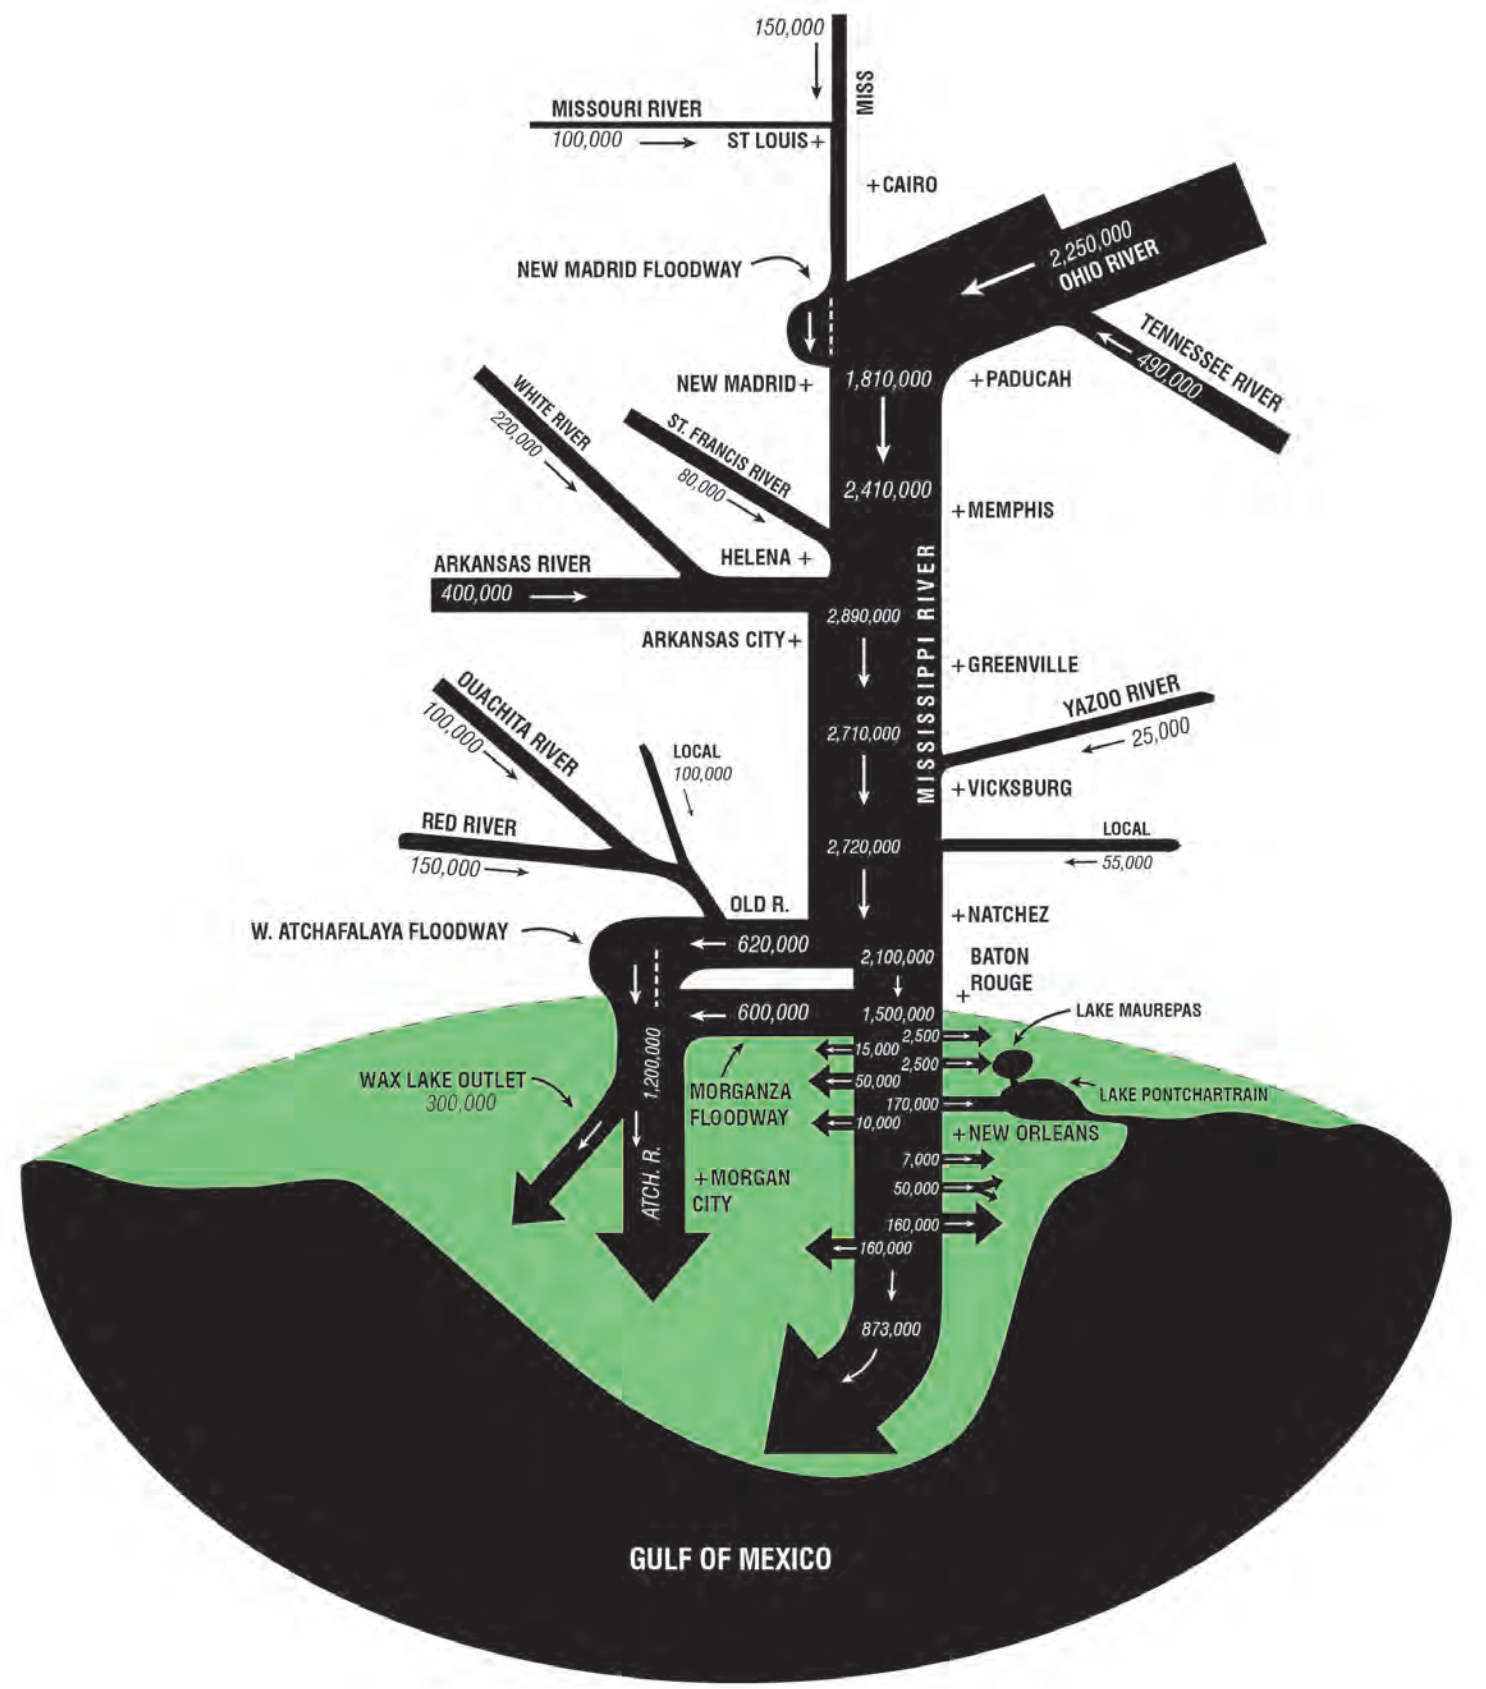 150,000
MISS
MISSOURI RIVER
100,000
ST LOUIS+
+CAIRO
2,250,000
OHIO RIVER
NEW MADRID FLOODWAY
TENNESSEE RIVER
490,000
NEW MADRID+
1,810,000
+PADUCAH
WHITE RIVER
220,000
ST. FRANCIS RIVER
80,000
2,410,000
+MEMPHIS
HELENA +
ARKANSAS RIVER
400,000
2,890,000
MISSISSIPPI RIVER
ARKANSAS CITY+
+GREENVILLE
OUACHITA RIVER
100,000
YAZOO RIVER
25,000
2,710,000
LOCAL
100,000
+VICKSBURG
RED RIVER
150,000
2,720,000
LOCAL
55,000
OLD R.
+NATCHEZ
W. ATCHAFALAYA FLOODWAY
620,000
2,100,000
BATON
ROUGE
+
600,000
1,500,000
LAKE MAUREPAS
2,500
15,000
2,500
1,200,000
WAX LAKE OUTLET
300,000
50,000
MORGANZA
FLOODWAY
170,000
LAKE PONTCHARTRAIN
10,000
+NEW ORLEANS
7,000
ATCH. R.
+MORGAN
CITY
50,000
160,000
160,000
873,000
GULF OF MEXICO